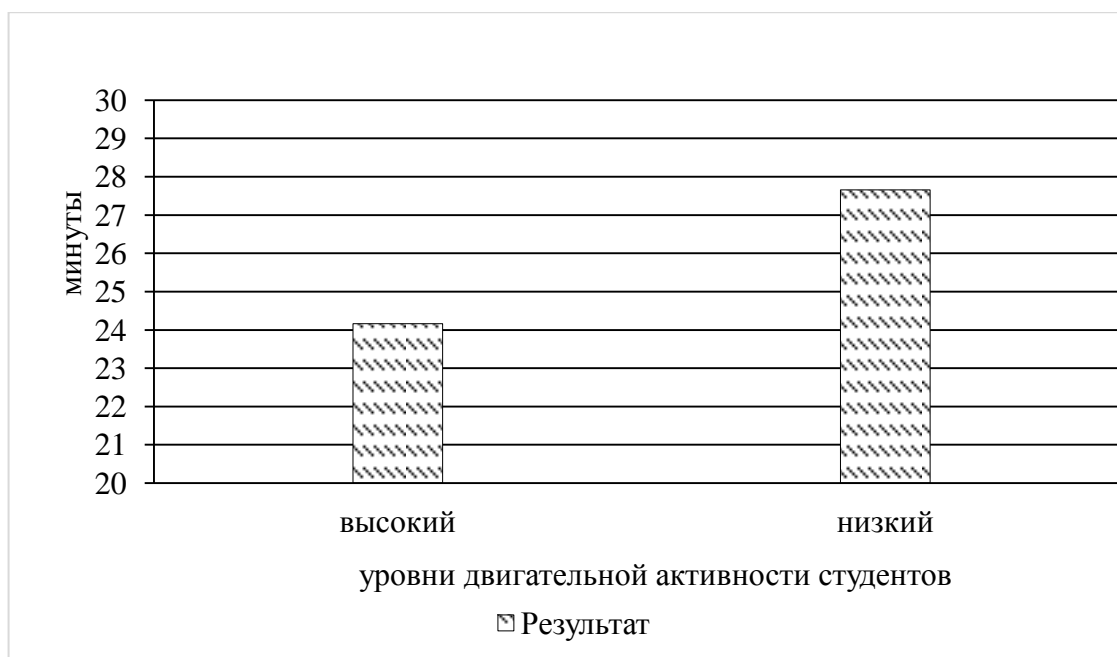 30
29
28
27
26
25
24
23
22
21
20
минуты
высокий
низкий
уровни двигательной активности студентов
Результат